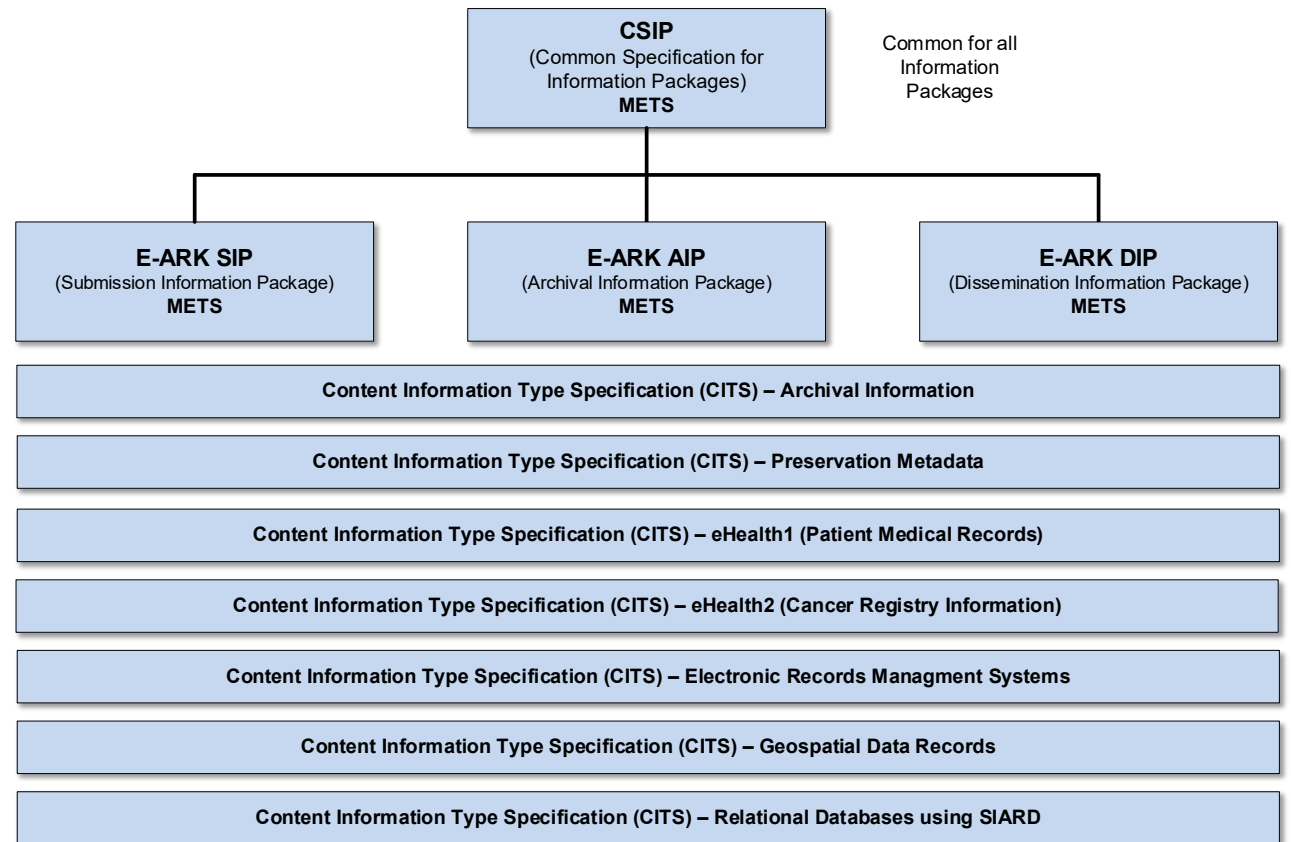 CSIP
(Common Specification for
Information Packages)
METS
Common for all
Information
Packages
E-ARK SIP
(Submission Information Package)
METS
E-ARK AIP
(Archival Information Package)
METS
E-ARK DIP
(Dissemination Information Package)
METS
Content Information Type Specification (CITS) – Archival Information
Content Information Type Specification (CITS) – Preservation Metadata
Content Information Type Specification (CITS) – eHealth1 (Patient Medical Records)
Content Information Type Specification (CITS) – eHealth2 (Cancer Registry Information)
Content Information Type Specification (CITS) – Electronic Records Managment Systems
Content Information Type Specification (CITS) – Geospatial Data Records
Content Information Type Specification (CITS) – Relational Databases using SIARD